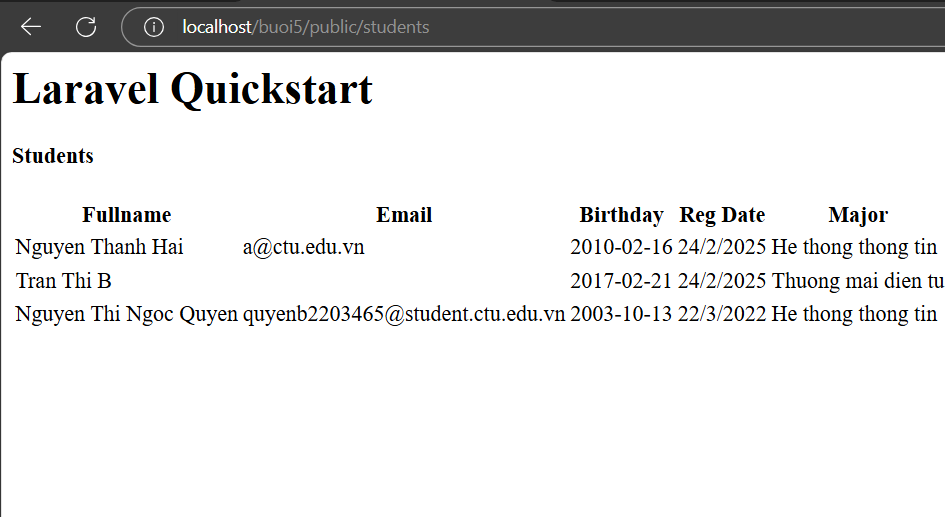 localhost/buoi5/public/students
Laravel Quickstart
Students
Fullname Email Birthday Reg Date Major
Nguyen Thanh Hai a@ctu.edu.vn 2010-02-16 24/2/2025 He thong thong tin
Tran Thi B 2017-02-21 24/2/2025 Thuong mai dien tu
Nguyen Thi Ngoc Quyen quyenb2203465@student.ctu.edu.vn 2003-10-13 22/3/2022 He thong thong tin